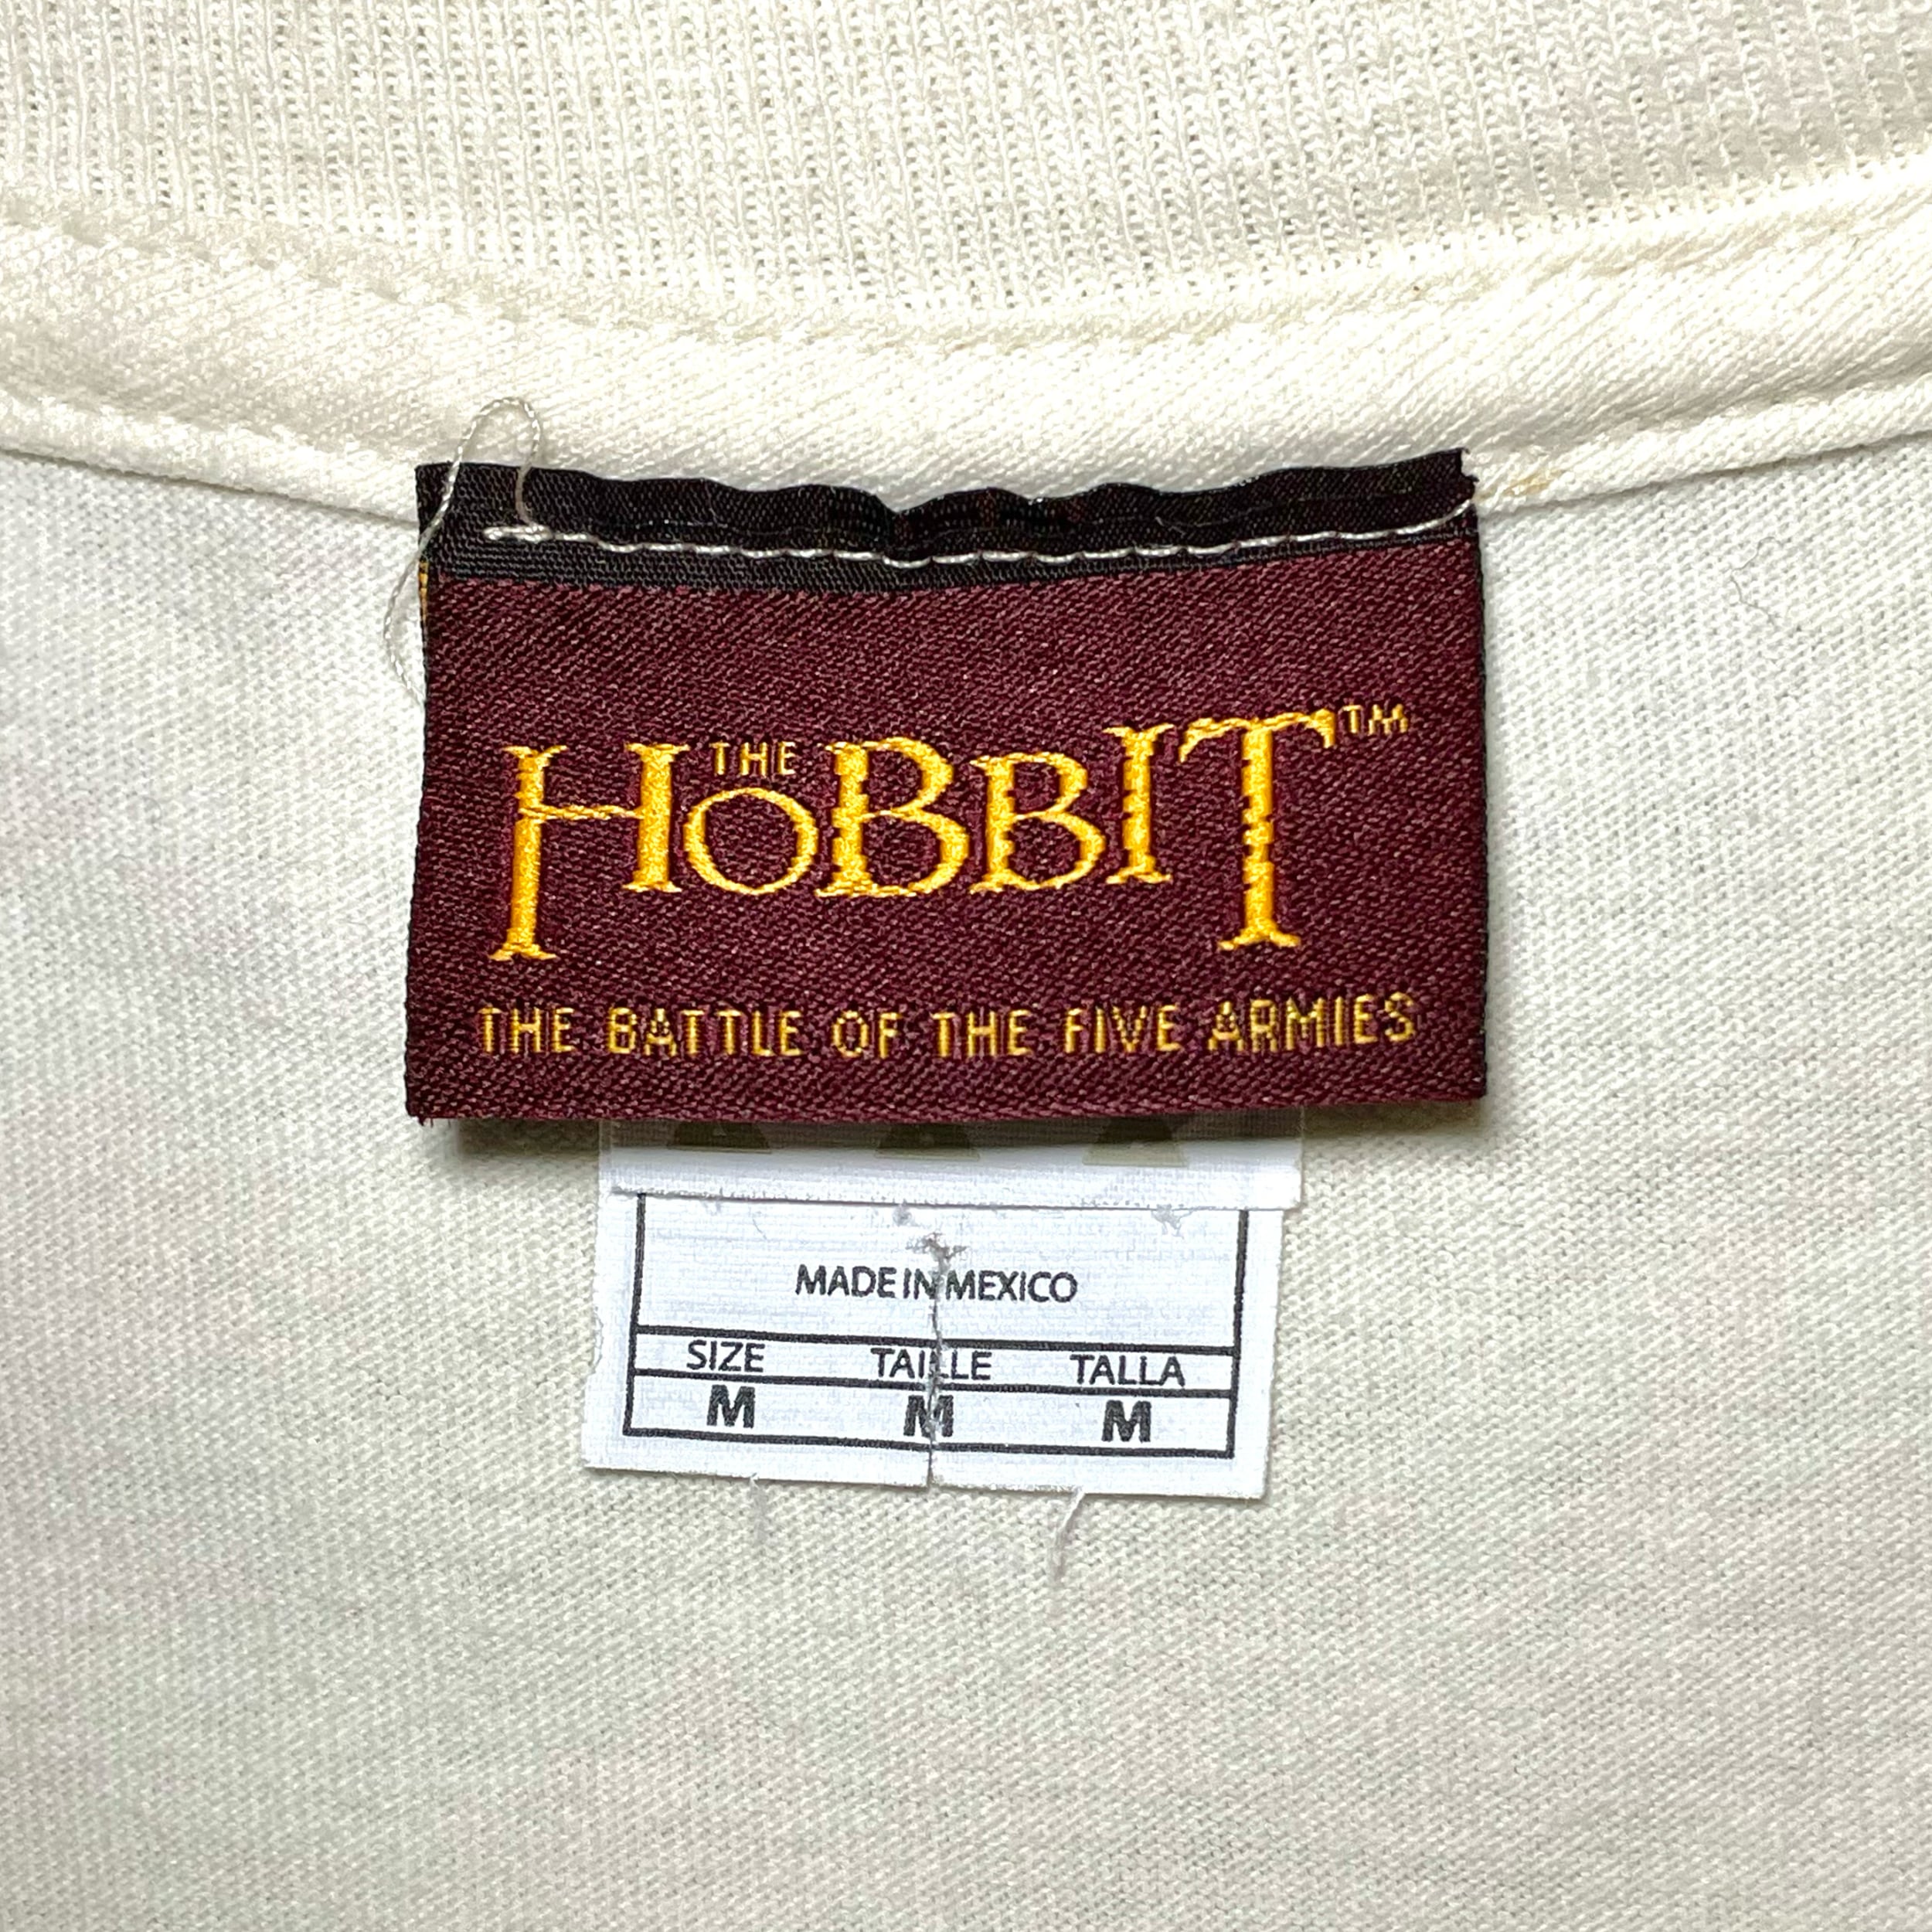 THE
HOBBIT™
THE BATTLE OF THE FIVE ARMIES
MADE IN MEXICO
SIZE TAILLE TALLA
M M M